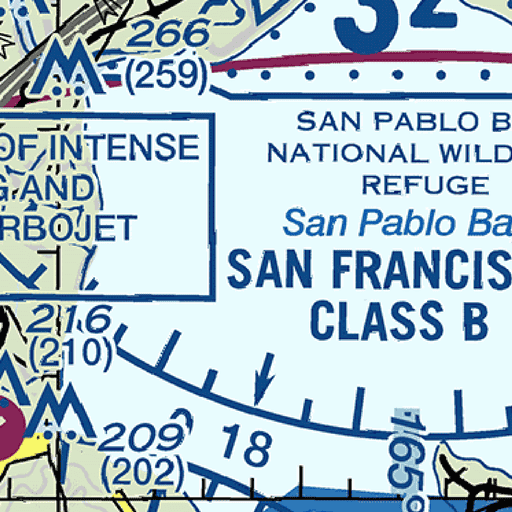 32
266
(259)
OF INTENSE
G AND
RBOJET
SAN PABLO B
NATIONAL WILD
REFUGE
San Pablo Ba
SAN FRANCIS
CLASS B
216
(210)
209
(202)
18
165°